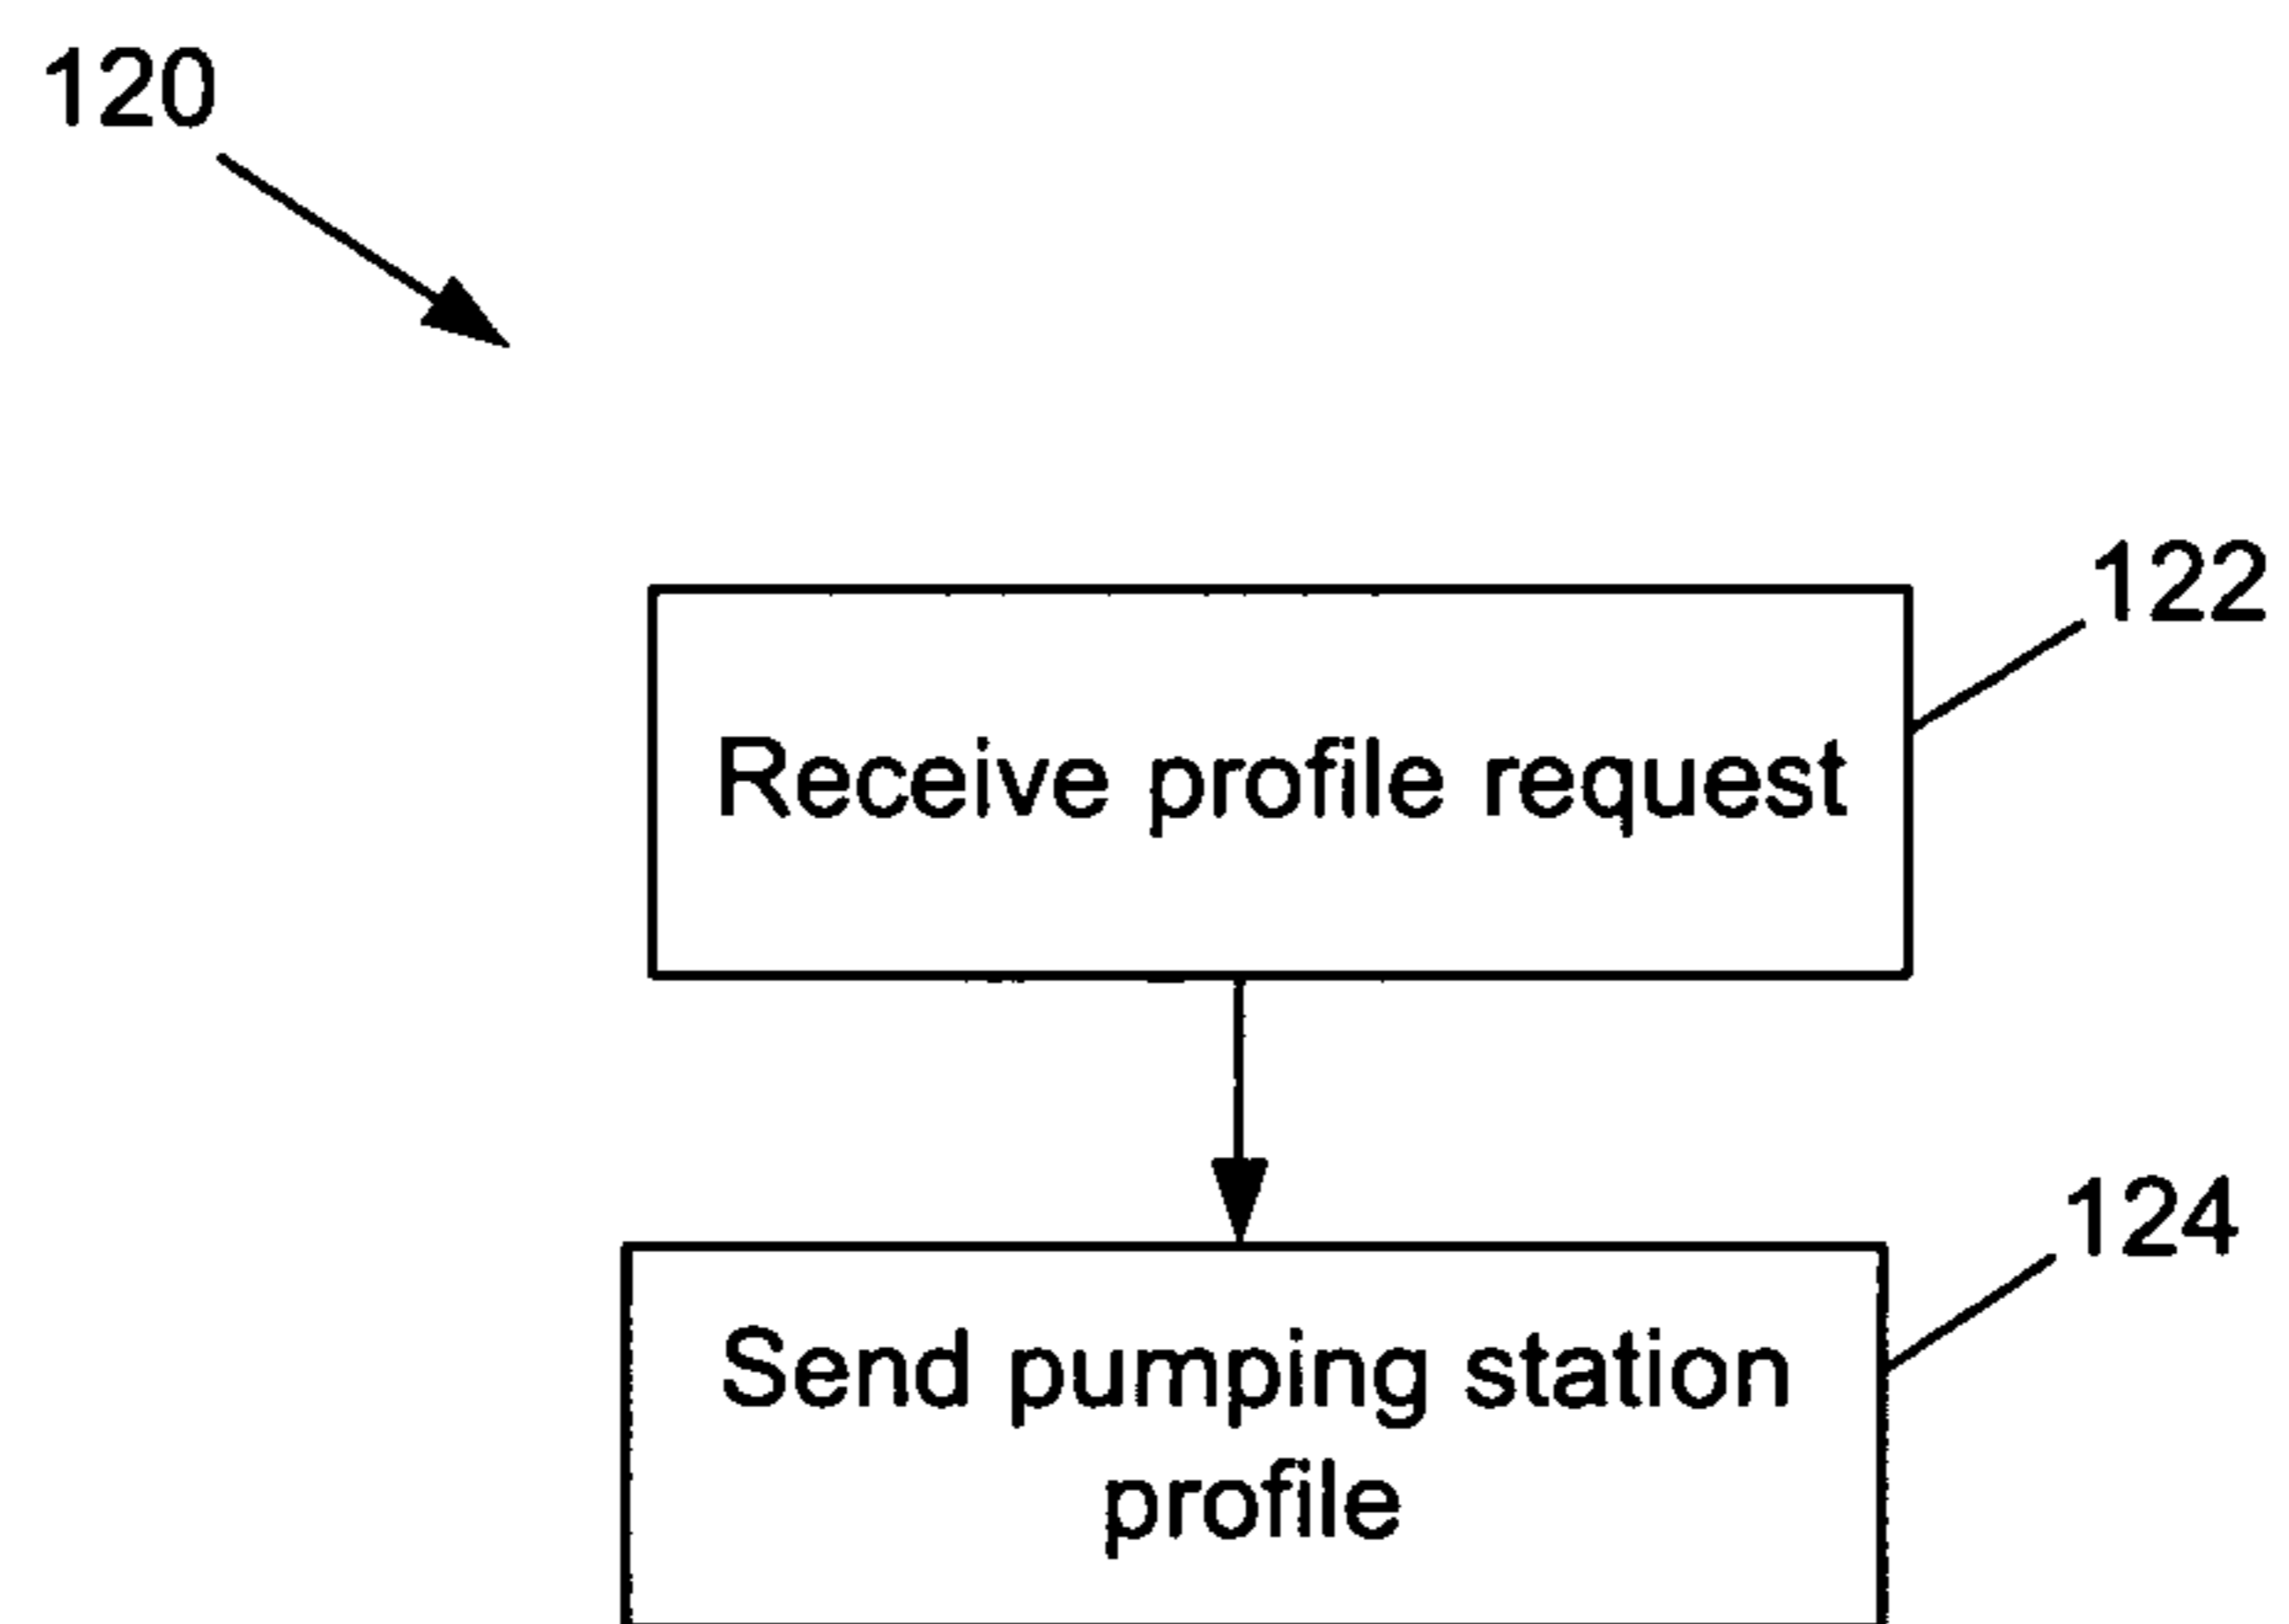 120
122
Receive profile request
124
Send pumping station
profile